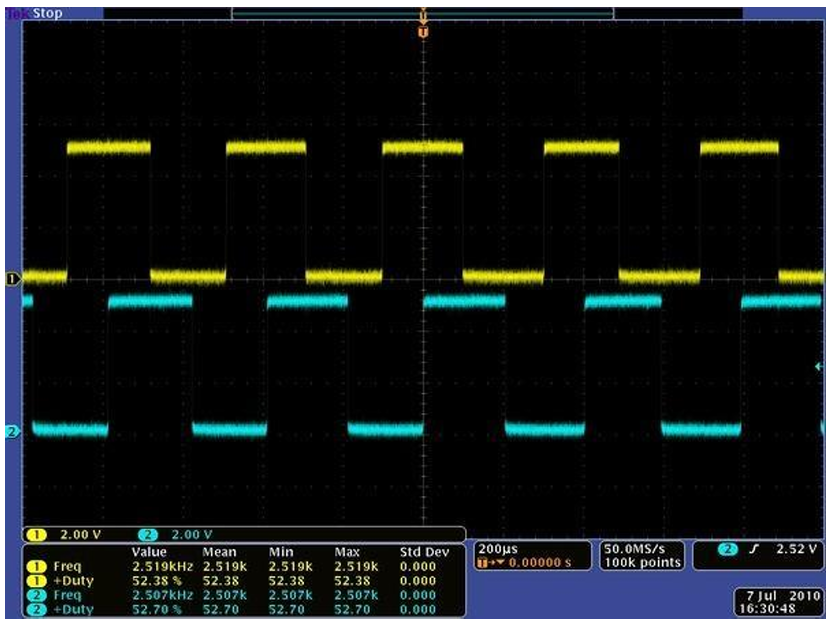 Tek Stop
U
T
1
2
1 2.00 V 2 2.00 V
Value Mean Min Max Std Dev
1 Freq 2.519kHz 2.519k 2.519k 2.519k 0.000
1 +Duty 52.38 % 52.38 52.38 52.38 0.000
2 Freq 2.507kHz 2.507k 2.507k 2.507k 0.000
2 +Duty 52.70 % 52.70 52.70 52.70 0.000
200µs
T→▼ 0.00000 s
50.0MS/s
100k points
2 ∫ 2.52 V
7 Jul 2010
16:30:48